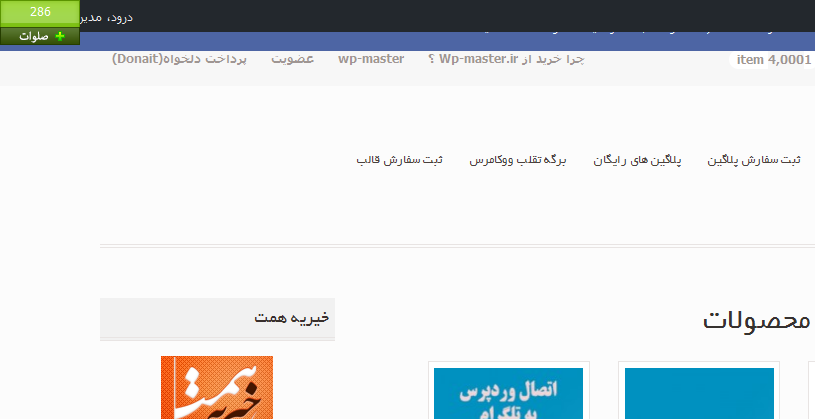 286
صلوات
درود، مدیر
item 4,0001
چرا خرید از Wp-master.ir ؟
wp-master
عضویت
پرداخت دلخواه(Donait)
ثبت سفارش پلاگین
پلاگین های رایگان
برگه تقلب ووکامرس
ثبت سفارش قالب
محصولات
خیریه همت
اتصال وردپرس
به تلگرام
همت
خیریه